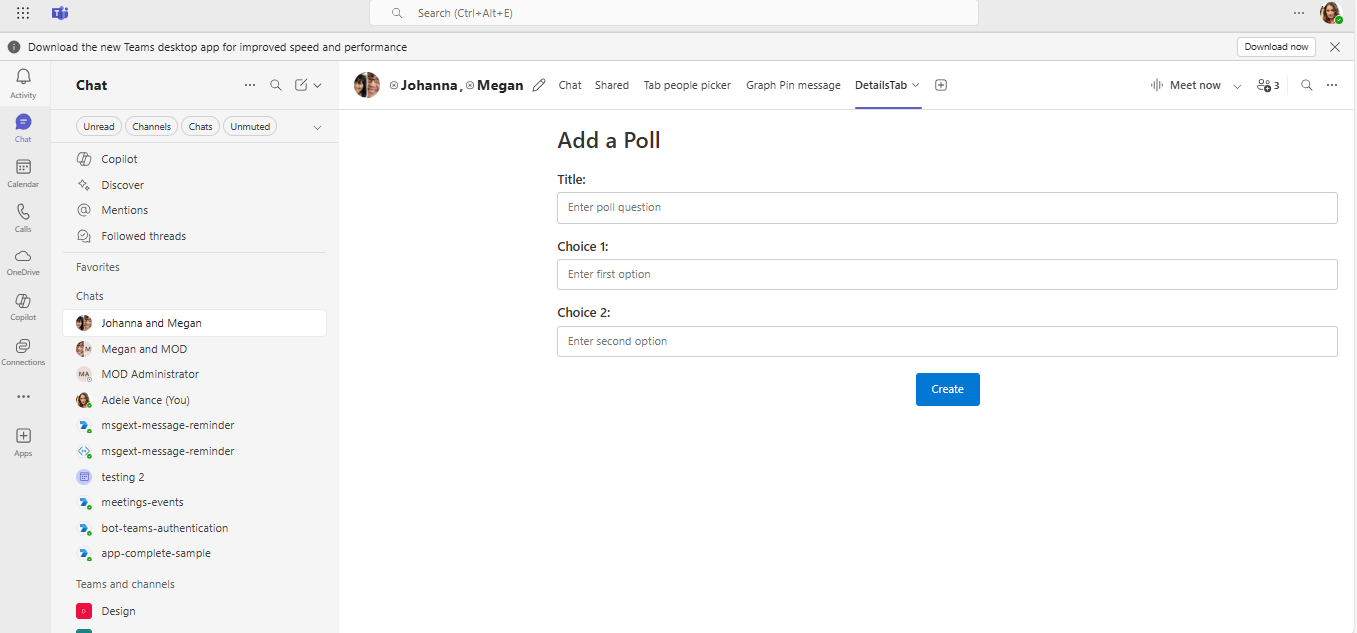 Search (Ctrl+Alt+E)
Download the new Teams desktop app for improved speed and performance
Download now
Activity
Chat
Calendar
Calls
OneDrive
Copilot
Connections
Apps
Chat
Unread
Channels
Chats
Unmuted
Copilot
Discover
Mentions
Followed threads
Favorites
Chats
Johanna and Megan
Megan and MOD
MA
MOD Administrator
Adele Vance (You)
msgext-message-reminder
msgext-message-reminder
testing 2
meetings-events
bot-teams-authentication
app-complete-sample
Teams and channels
D
Design
Johanna, Megan
Chat
Shared
Tab people picker
Graph Pin message
DetailsTab
Meet now
3
Add a Poll
Title:
Enter poll question
Choice 1:
Enter first option
Choice 2:
Enter second option
Create